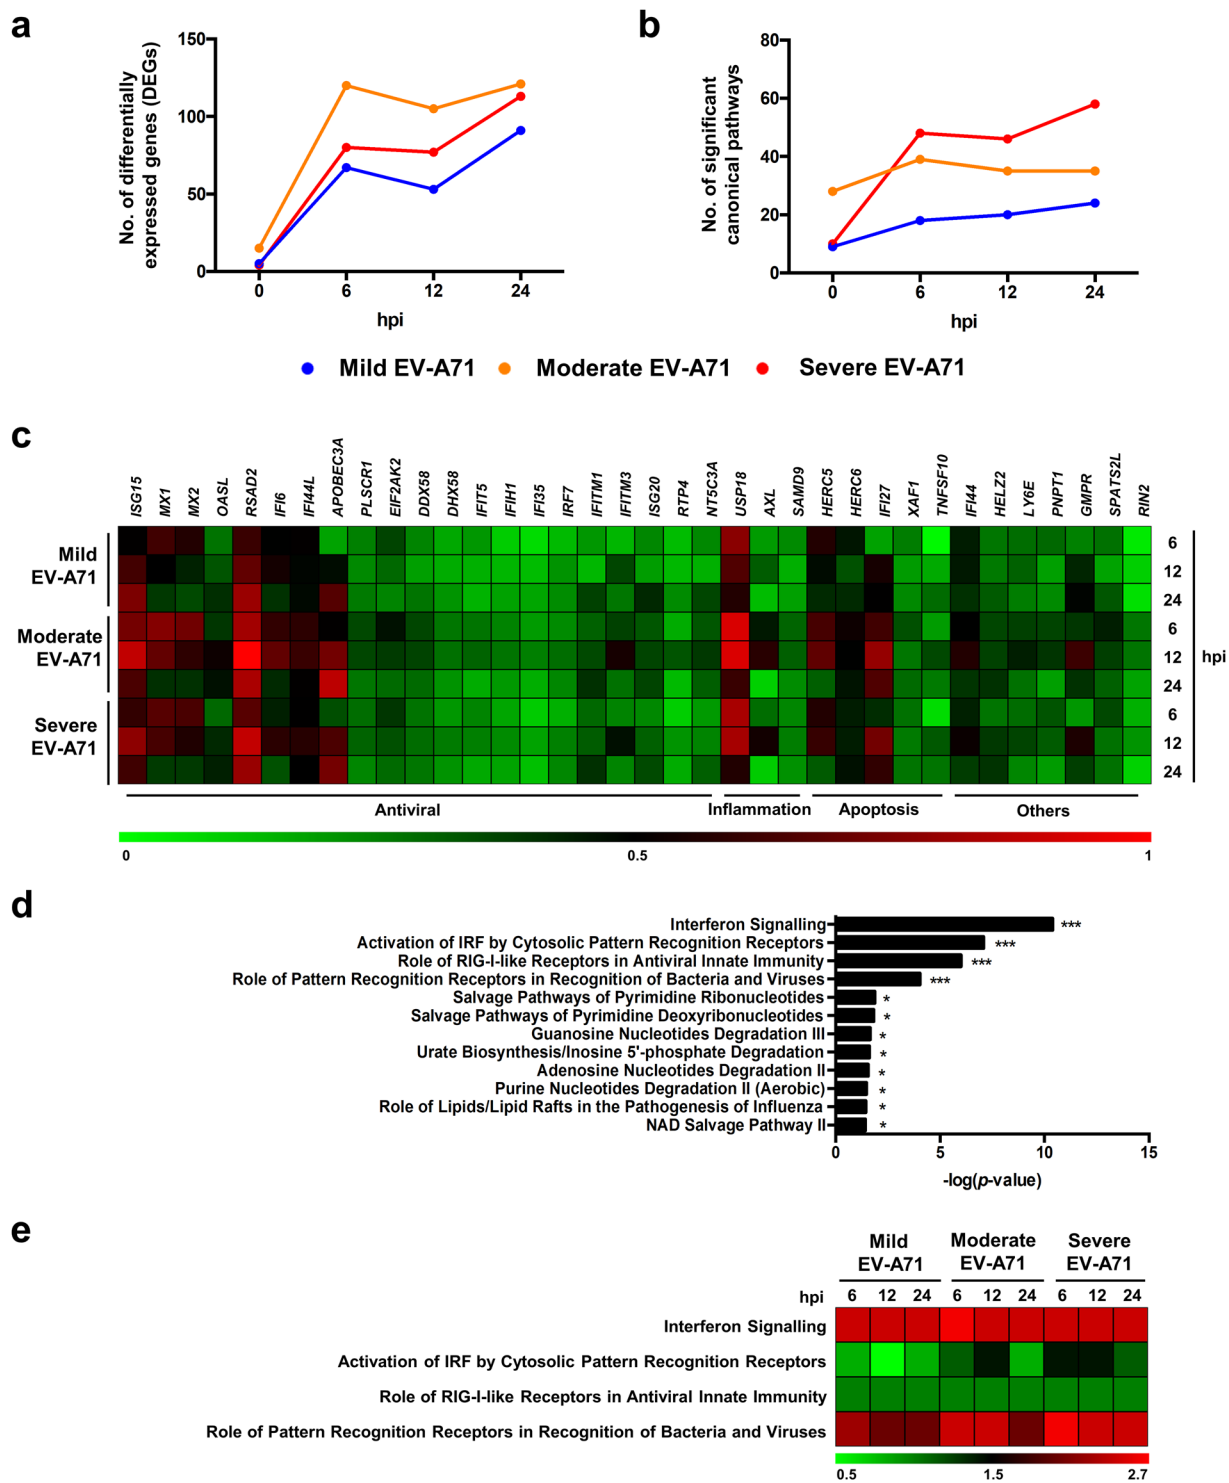 a
No. of differentially
expressed genes (DEGs)
150
100
50
0
0 6 12 24
hpi
b
No. of significant
canonical pathways
80
60
40
20
0
0 6 12 24
hpi
Mild EV-A71 Moderate EV-A71 Severe EV-A71
c
ISG15 MX1 MX2 OASL RSAD2 IFI6 IFI44L APOBEC3A PLSCR1 EIF2AK2 DDX58 DHX58 IFIT5 IFIH1 IFI35 IRF7 IFITM1 IFITM3 ISG20 RTP4 NT5C3A USP18 AXL SAMD9 HERC5 HERC6 IFI27 XAF1 TNFSF10 IFI44 HELZ2 LY6E PNPT1 GMPR SPATS2L RIN2
Mild
EV-A71
6
12
24
Moderate
EV-A71
6
12
24
Severe
EV-A71
6
12
24
hpi
Antiviral Inflammation Apoptosis Others
0 0.5 1
d
Interferon Signalling ***
Activation of IRF by Cytosolic Pattern Recognition Receptors ***
Role of RIG-I-like Receptors in Antiviral Innate Immunity ***
Role of Pattern Recognition Receptors in Recognition of Bacteria and Viruses ***
Salvage Pathways of Pyrimidine Ribonucleotides *
Salvage Pathways of Pyrimidine Deoxyribonucleotides *
Guanosine Nucleotides Degradation III *
Urate Biosynthesis/Inosine 5'-phosphate Degradation *
Adenosine Nucleotides Degradation II *
Purine Nucleotides Degradation II (Aerobic) *
Role of Lipids/Lipid Rafts in the Pathogenesis of Influenza *
NAD Salvage Pathway II *
0 5 10 15
-log(p-value)
e
Mild
EV-A71
Moderate
EV-A71
Severe
EV-A71
hpi 6 12 24 6 12 24 6 12 24
Interferon Signalling
Activation of IRF by Cytosolic Pattern Recognition Receptors
Role of RIG-I-like Receptors in Antiviral Innate Immunity
Role of Pattern Recognition Receptors in Recognition of Bacteria and Viruses
0.5 1.5 2.7